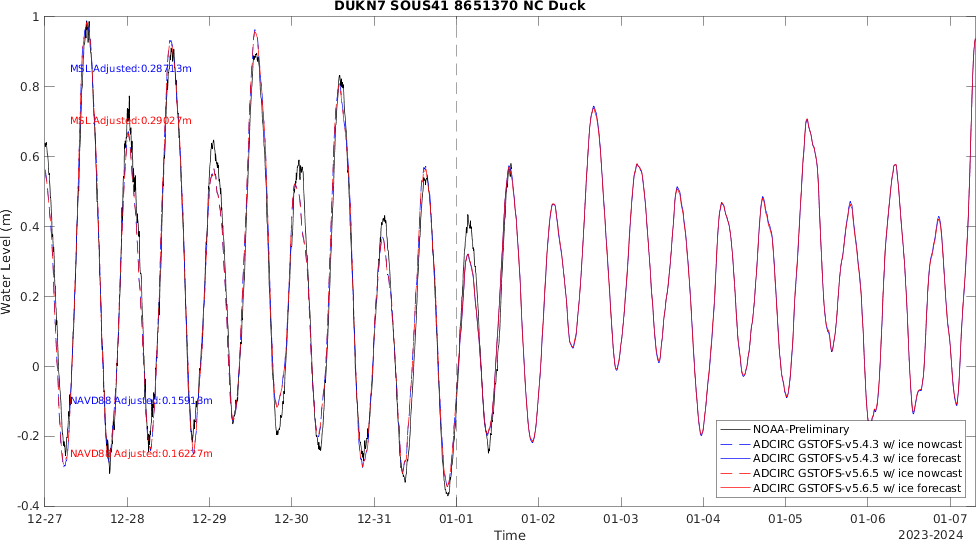 DUKN7 SOUS41 8651370 NC Duck
1
0.8
0.6
0.4
0.2
0
-0.2
-0.4
Water Level (m)
MSL Adjusted:0.28713m
MSL Adjusted:0.29027m
NAVD88 Adjusted:0.15913m
NAVD88 Adjusted:0.16227m
NOAA-Preliminary
ADCIRC GSTOFS-v5.4.3 w/ ice nowcast
ADCIRC GSTOFS-v5.4.3 w/ ice forecast
ADCIRC GSTOFS-v5.6.5 w/ ice nowcast
ADCIRC GSTOFS-v5.6.5 w/ ice forecast
12-27 12-28 12-29 12-30 12-31 01-01 01-02 01-03 01-04 01-05 01-06 01-07
Time
2023-2024